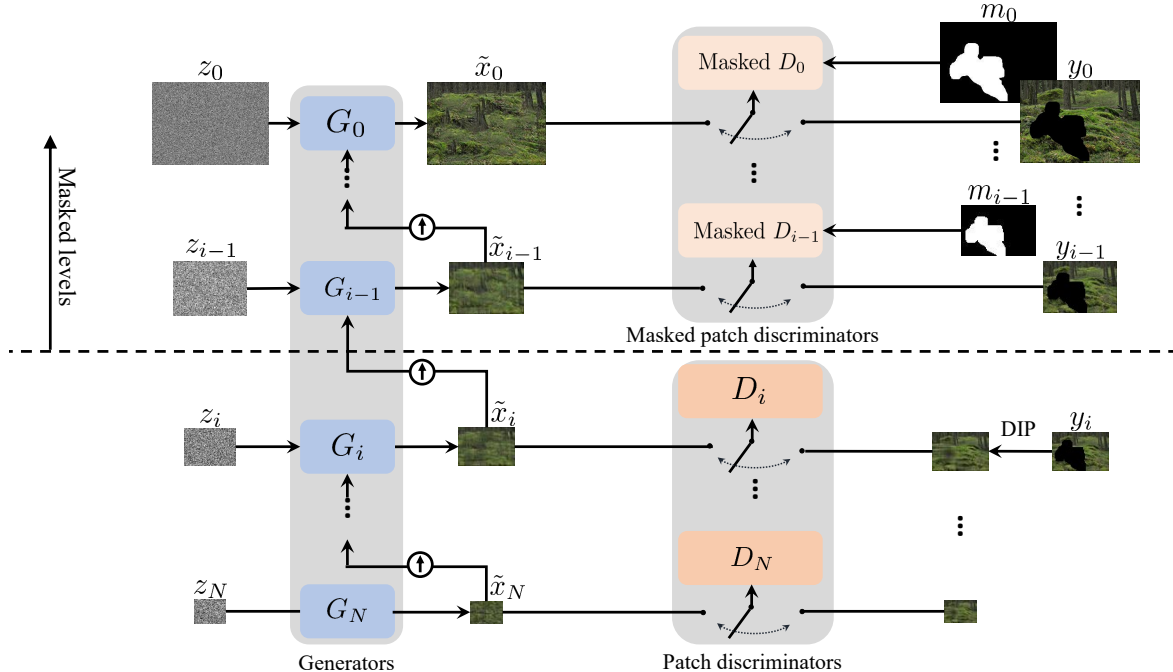 m_0
z_0
x̃_0
y_0
Masked D_0
G_0
Masked levels
m_{i−1}
z_{i−1}
x̃_{i−1}
Masked D_{i−1}
y_{i−1}
G_{i−1}
Masked patch discriminators
z_i
x̃_i
D_i
DIP
y_i
G_i
D_N
z_N
x̃_N
G_N
Generators
Patch discriminators